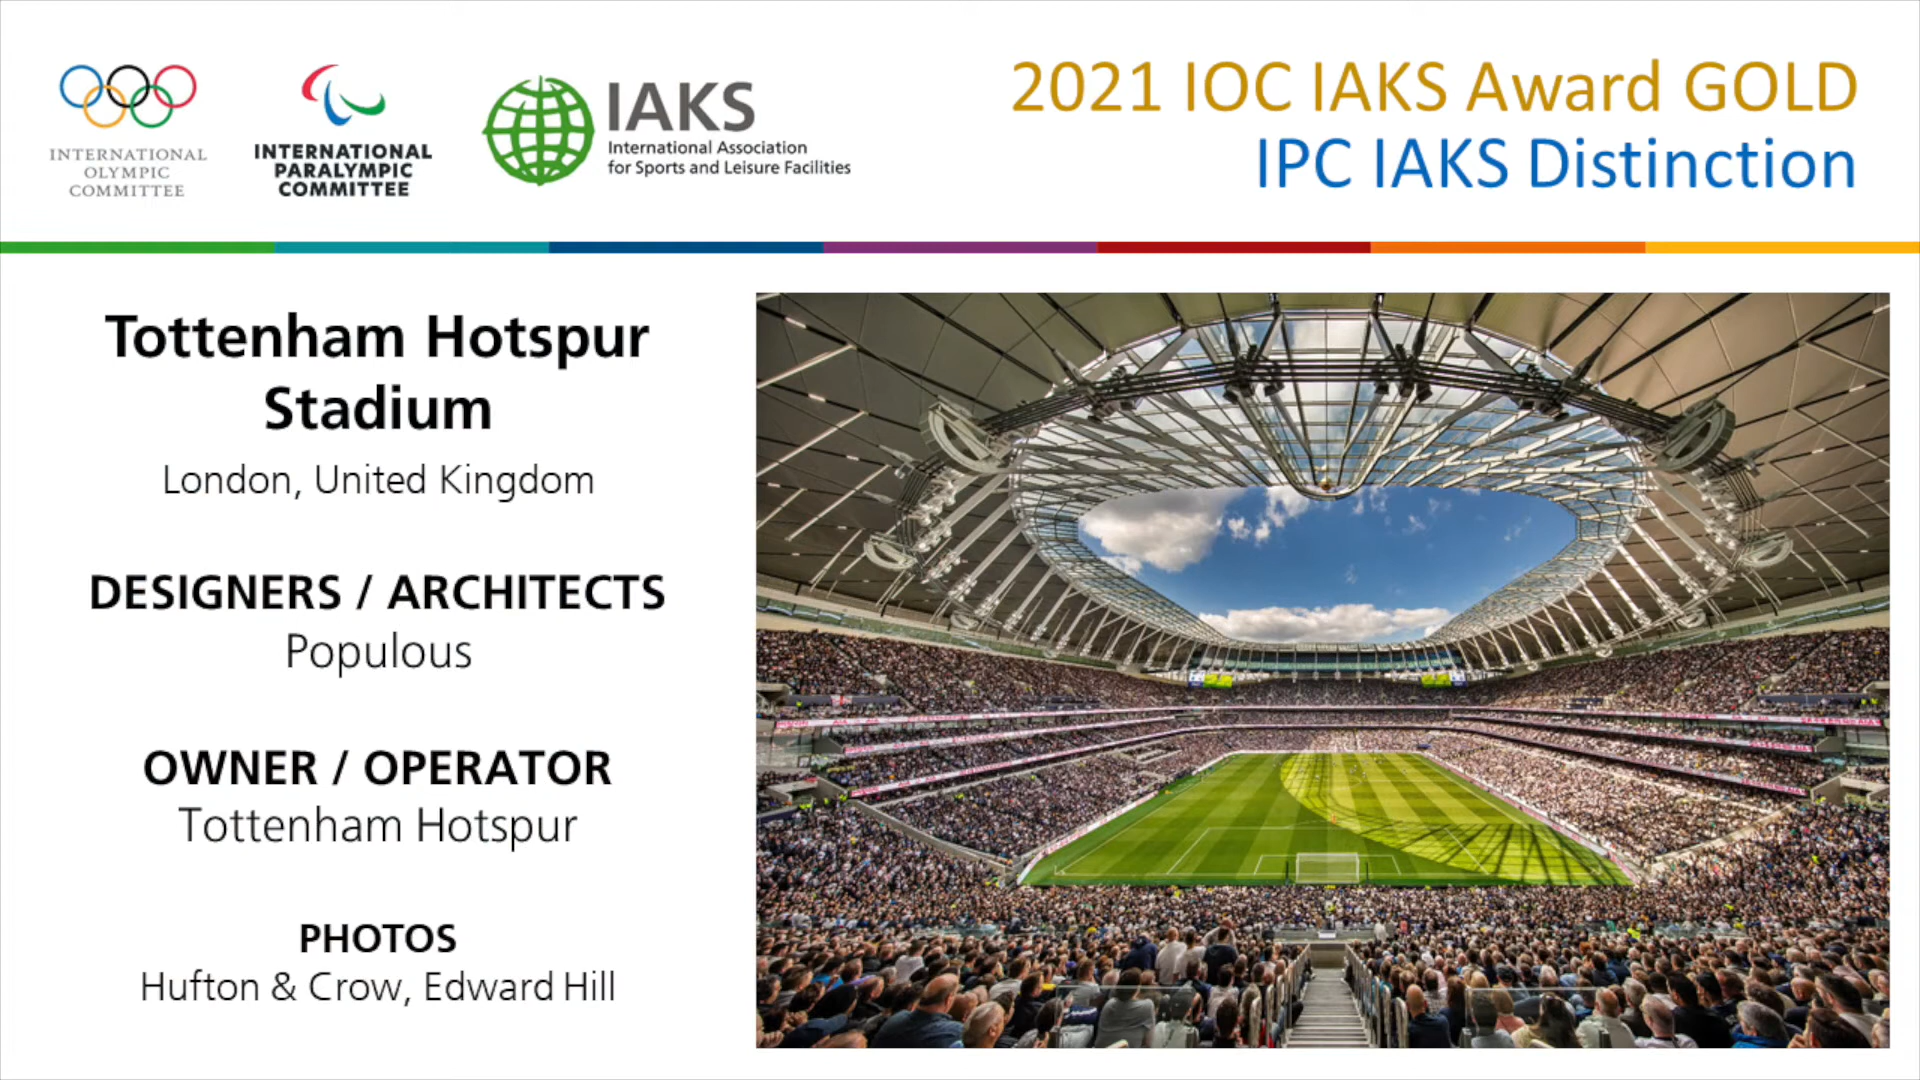 INTERNATIONAL
OLYMPIC
COMMITTEE
INTERNATIONAL
PARALYMPIC
COMMITTEE
IAKS
International Association
for Sports and Leisure Facilities
2021 IOC IAKS Award GOLD
IPC IAKS Distinction
Tottenham Hotspur
Stadium
London, United Kingdom
DESIGNERS / ARCHITECTS
Populous
OWNER / OPERATOR
Tottenham Hotspur
PHOTOS
Hufton & Crow, Edward Hill